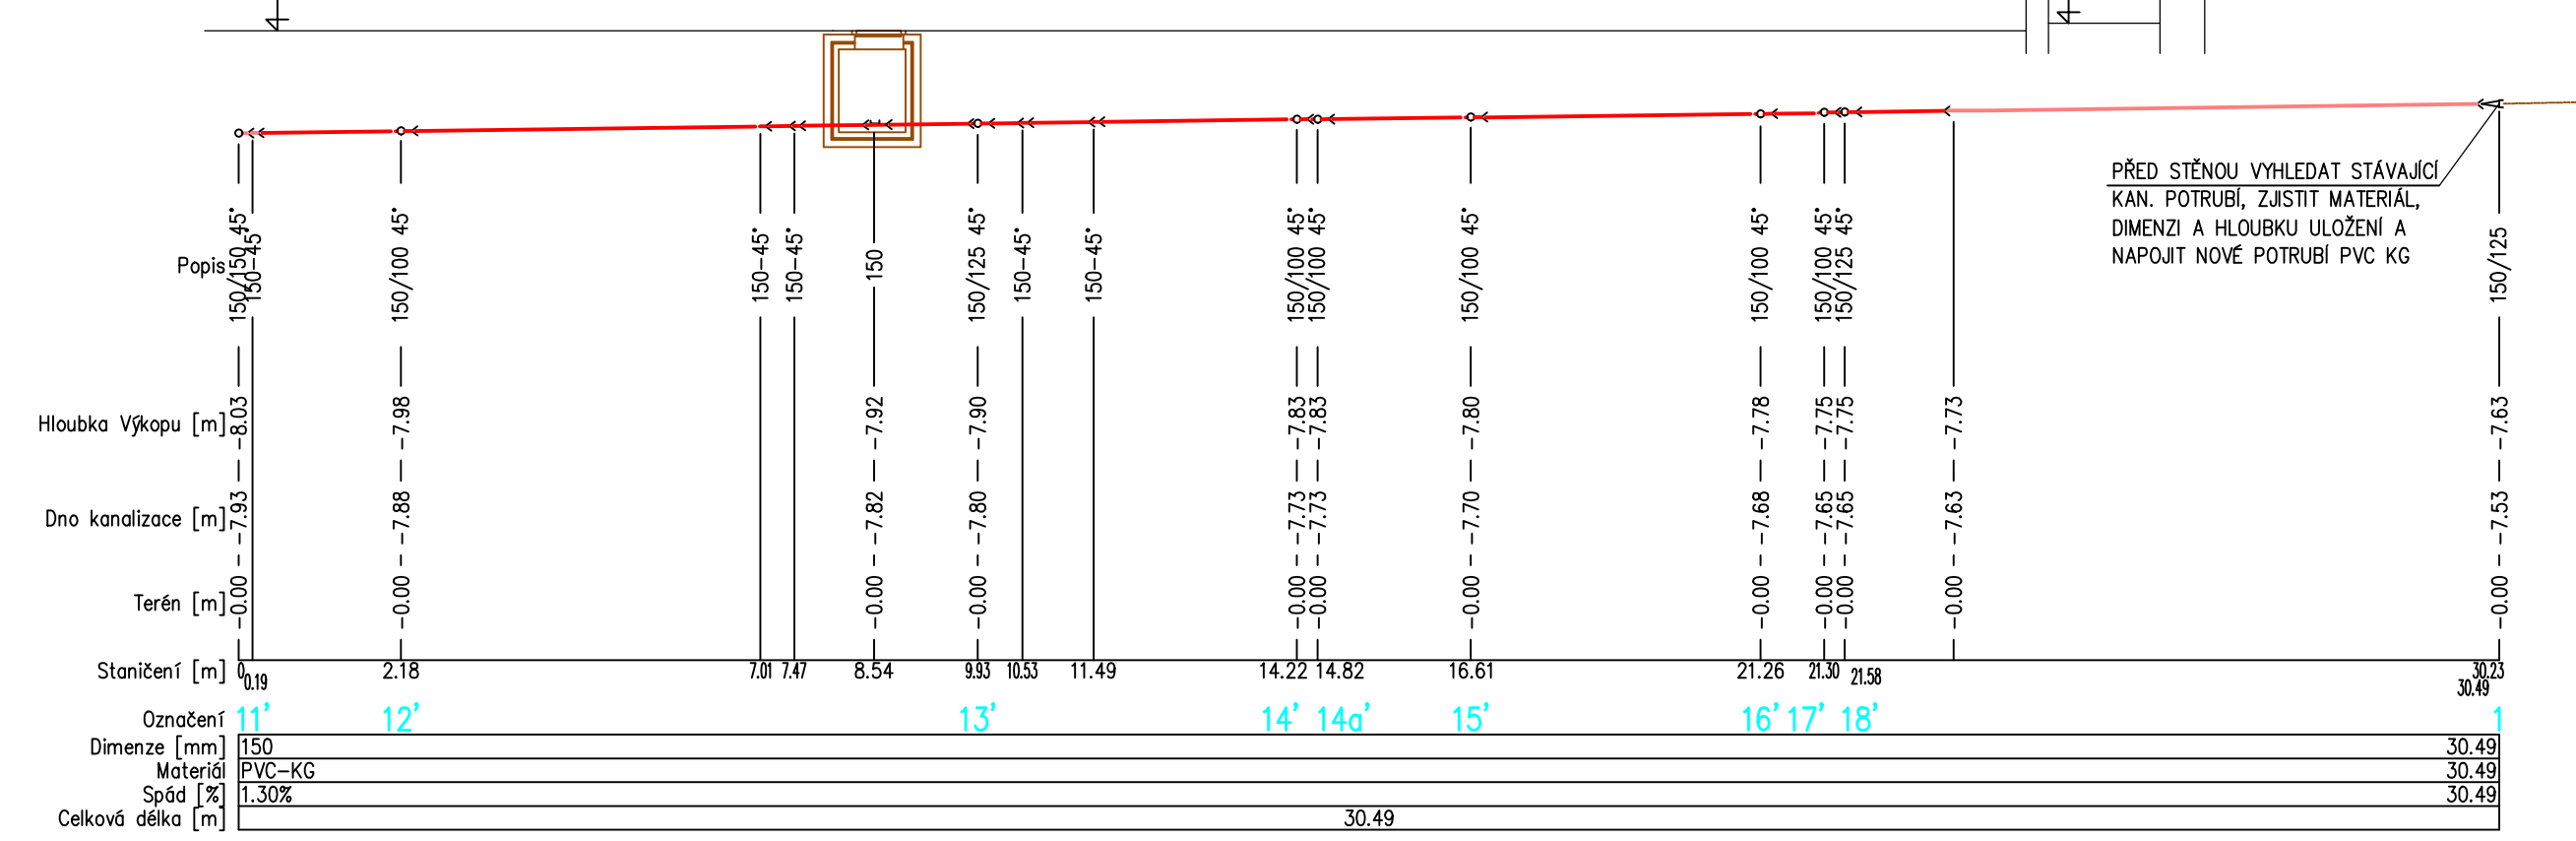 4
4
PŘED STĚNOU VYHLEDAT STÁVAJÍCÍ
KAN. POTRUBÍ, ZJISTIT MATERIÁL,
DIMENZI A HLOUBKU ULOŽENÍ A
NAPOJIT NOVÉ POTRUBÍ PVC KG
Popis 150/150 45° 150-45° 150/100 45° 150-45° 150-45° -150 150/125 45° 150-45° 150-45° 150/100 45° 150/100 45° 150/100 45° 150/100 45° 150/100 45° 150/125 45° 150/125
Hloubka Výkopu [m] -8.03 -7.98 -7.92 -7.90 -7.83 -7.83 -7.80 -7.78 -7.75 -7.75 -7.73 -7.63
Dno kanalizace [m] -7.93 -7.88 -7.82 -7.80 -7.73 -7.73 -7.70 -7.68 -7.65 -7.65 -7.63 -7.53
Terén [m] -0.00 -0.00 -0.00 -0.00 -0.00 -0.00 -0.00 -0.00 -0.00 -0.00 -0.00 -0.00
Staničení [m] 0 0.19 2.18 7.01 7.47 8.54 9.93 10.53 11.49 14.22 14.82 16.61 21.26 21.30 21.58 30.23
30.49
Označení 11' 12' 13' 14' 14a' 15' 16' 17' 18' 1
Dimenze [mm] 150 30.49
Materiál PVC-KG 30.49
Spád [%] 1.30% 30.49
Celková délka [m] 30.49